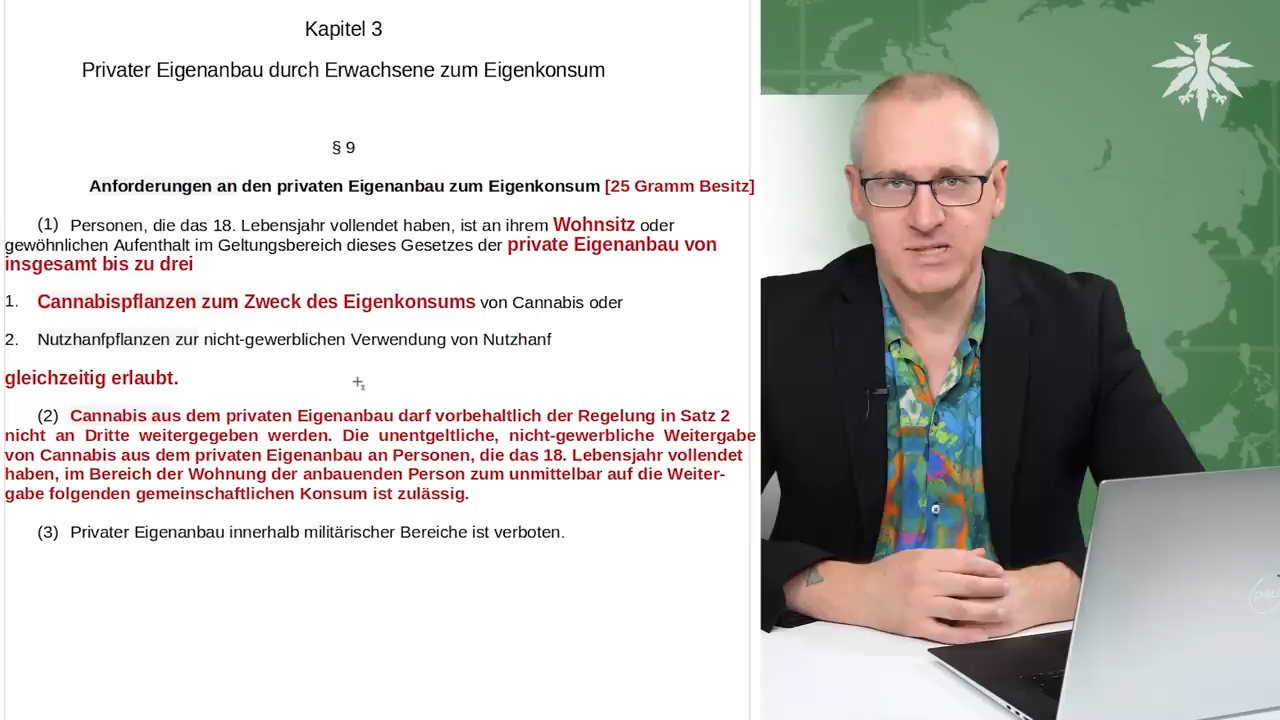 Kapitel 3
Privater Eigenanbau durch Erwachsene zum Eigenkonsum
§ 9
Anforderungen an den privaten Eigenanbau zum Eigenkonsum [25 Gramm Besitz]
(1) Personen, die das 18. Lebensjahr vollendet haben, ist an ihrem Wohnsitz oder
gewöhnlichen Aufenthalt im Geltungsbereich dieses Gesetzes der private Eigenanbau von
insgesamt bis zu drei
1. Cannabispflanzen zum Zweck des Eigenkonsums von Cannabis oder
2. Nutzhanfpflanzen zur nicht-gewerblichen Verwendung von Nutzhanf
gleichzeitig erlaubt.
(2) Cannabis aus dem privaten Eigenanbau darf vorbehaltlich der Regelung in Satz 2
nicht an Dritte weitergegeben werden. Die unentgeltliche, nicht-gewerbliche Weitergabe
von Cannabis aus dem privaten Eigenanbau an Personen, die das 18. Lebensjahr vollendet
haben, im Bereich der Wohnung der anbauenden Person zum unmittelbar auf die Weiter-
gabe folgenden gemeinschaftlichen Konsum ist zulässig.
(3) Privater Eigenanbau innerhalb militärischer Bereiche ist verboten.